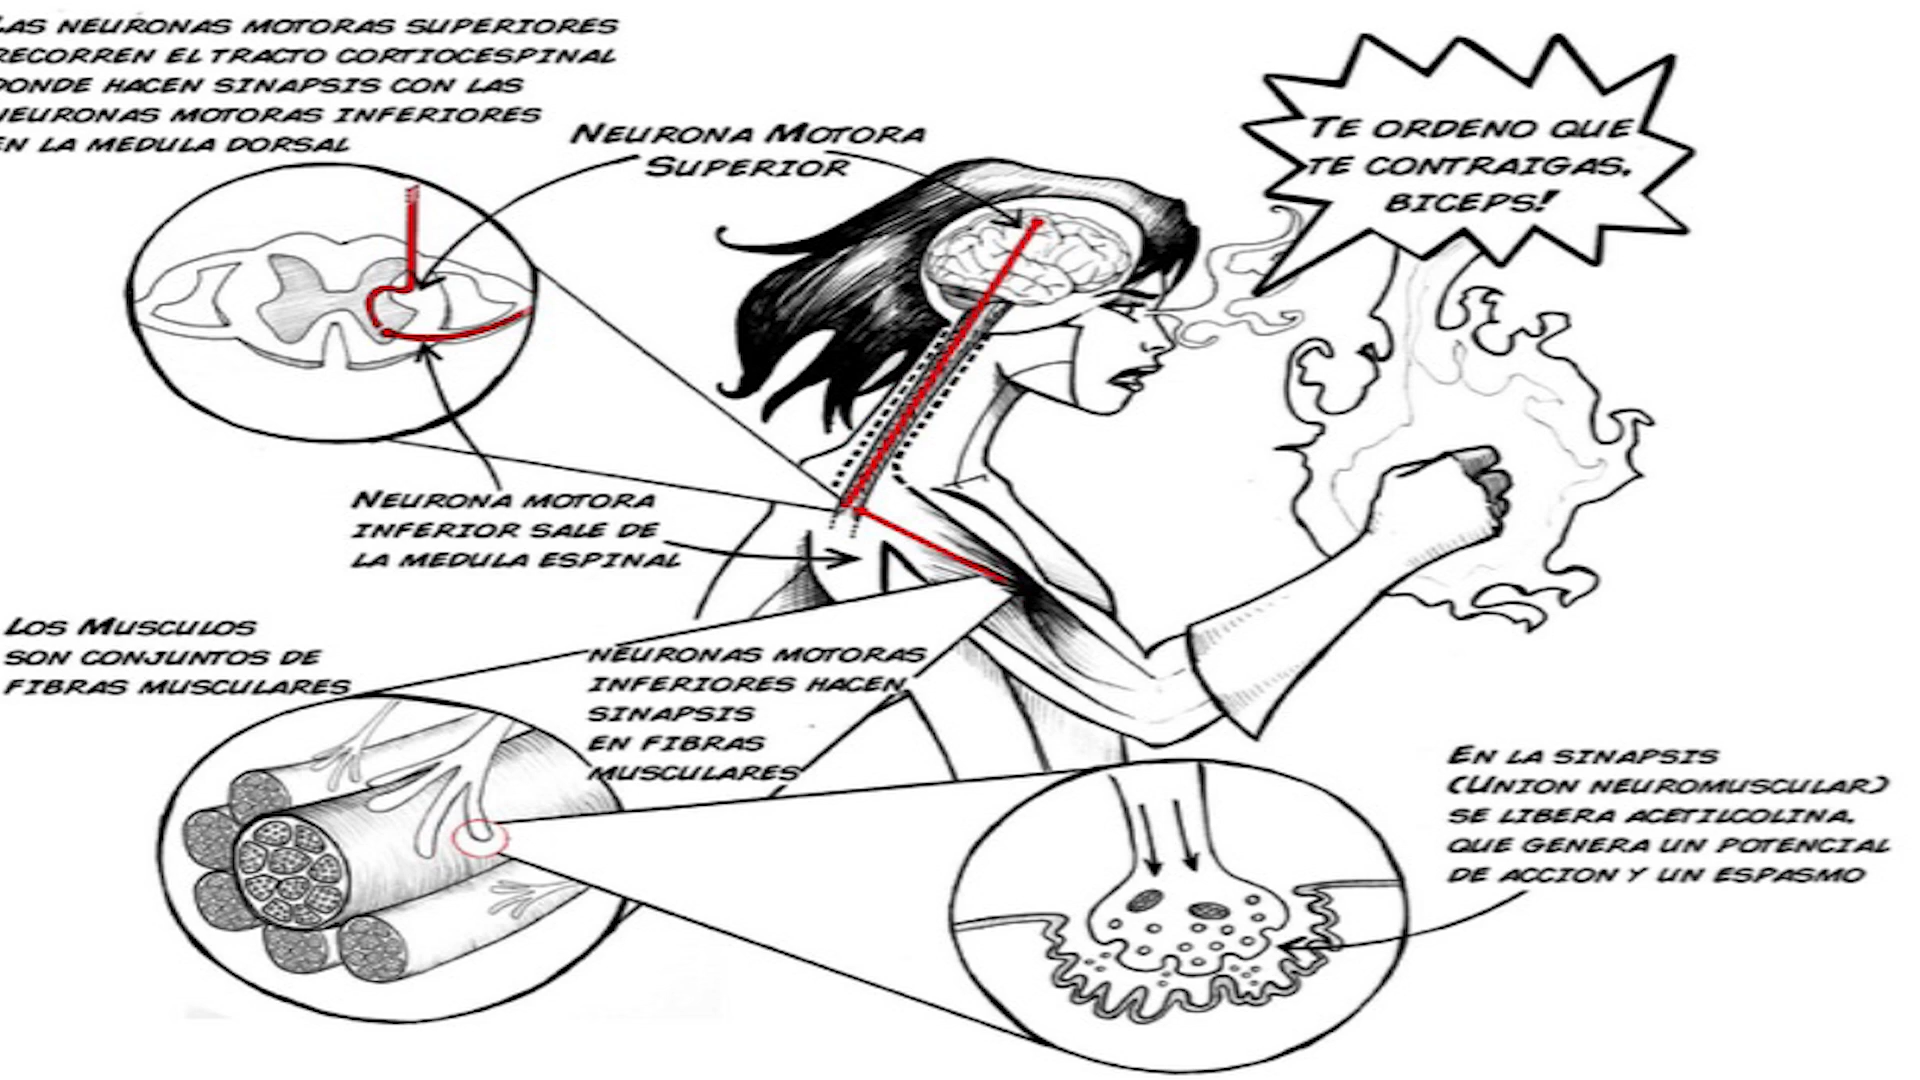 LAS NEURONAS MOTORAS SUPERIORES
RECORREN EL TRACTO CORTIOCESPINAL
DONDE HACEN SINAPSIS CON LAS
NEURONAS MOTORAS INFERIORES
EN LA MEDULA DORSAL
NEURONA MOTORA
SUPERIOR
TE ORDENO QUE
TE CONTRAIGAS,
BICEPS!
NEURONA MOTORA
INFERIOR SALE DE
LA MEDULA ESPINAL
LOS MUSCULOS
SON CONJUNTOS DE
FIBRAS MUSCULARES
NEURONAS MOTORAS
INFERIORES HACEN
SINAPSIS
EN FIBRAS
MUSCULARES
EN LA SINAPSIS
(UNION NEUROMUSCULAR)
SE LIBERA ACETILCOLINA,
QUE GENERA UN POTENCIAL
DE ACCION Y UN ESPASMO